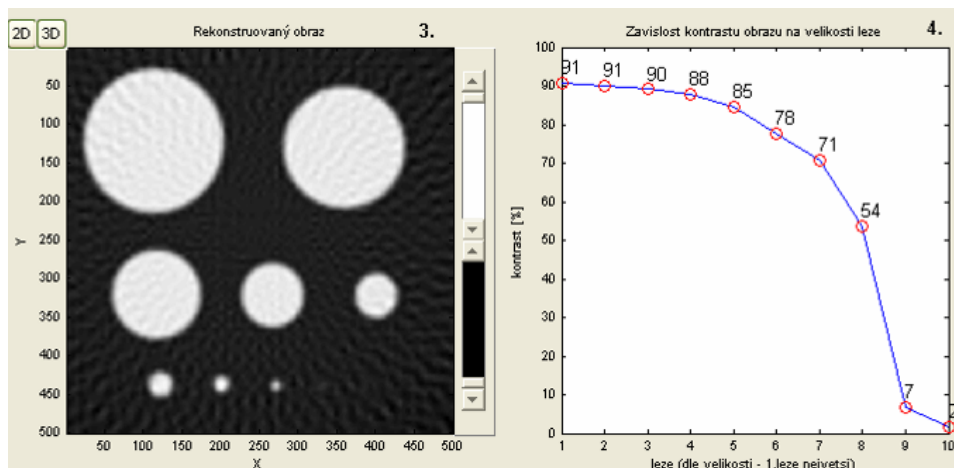 2D 3D
Rekonstruovaný obraz
3.
50
100
150
200
250
300
350
400
450
500
Y
50 100 150 200 250 300 350 400 450 500
X
Zavislost kontrastu obrazu na velikosti leze
4.
100
90
80
70
60
50
40
30
20
10
0
kontrast [%]
91 91 90 88 85 78 71 54 7 2
1 2 3 4 5 6 7 8 9 10
leze (dle velikosti - 1.leze nejvetsi)